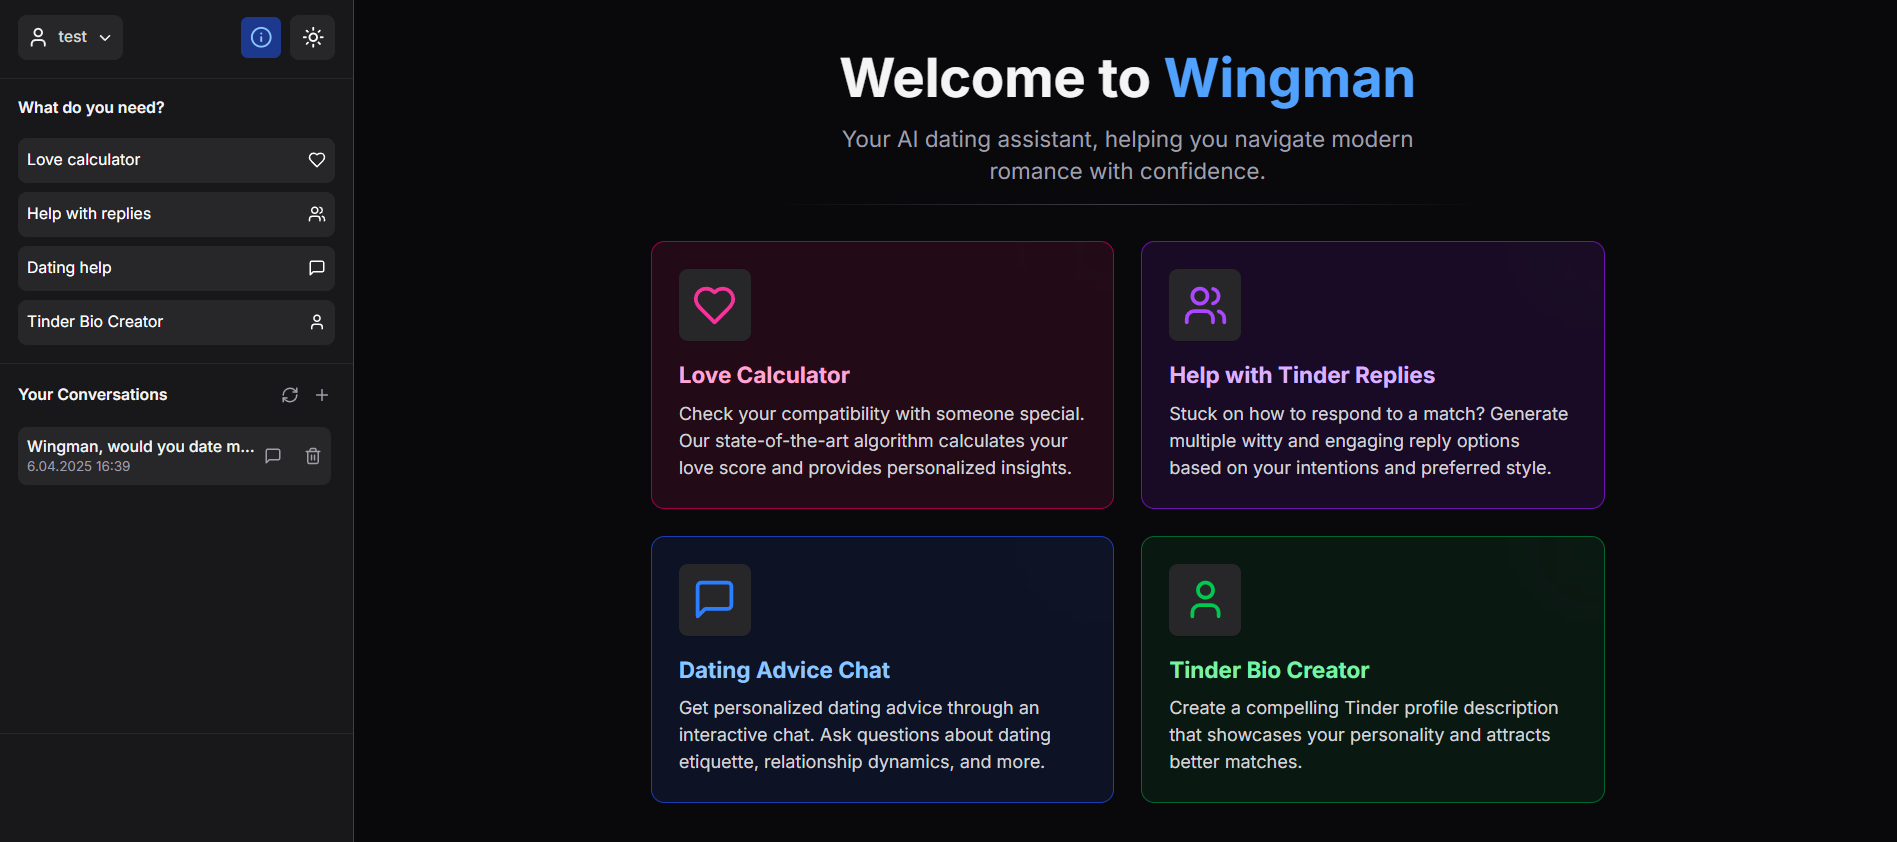 test
What do you need?
Love calculator
Help with replies
Dating help
Tinder Bio Creator
Your Conversations
Wingman, would you date m...
6.04.2025 16:39
Welcome to Wingman
Your AI dating assistant, helping you navigate modern
romance with confidence.
Love Calculator
Check your compatibility with someone special.
Our state-of-the-art algorithm calculates your
love score and provides personalized insights.
Help with Tinder Replies
Stuck on how to respond to a match? Generate
multiple witty and engaging reply options
based on your intentions and preferred style.
Dating Advice Chat
Get personalized dating advice through an
interactive chat. Ask questions about dating
etiquette, relationship dynamics, and more.
Tinder Bio Creator
Create a compelling Tinder profile description
that showcases your personality and attracts
better matches.